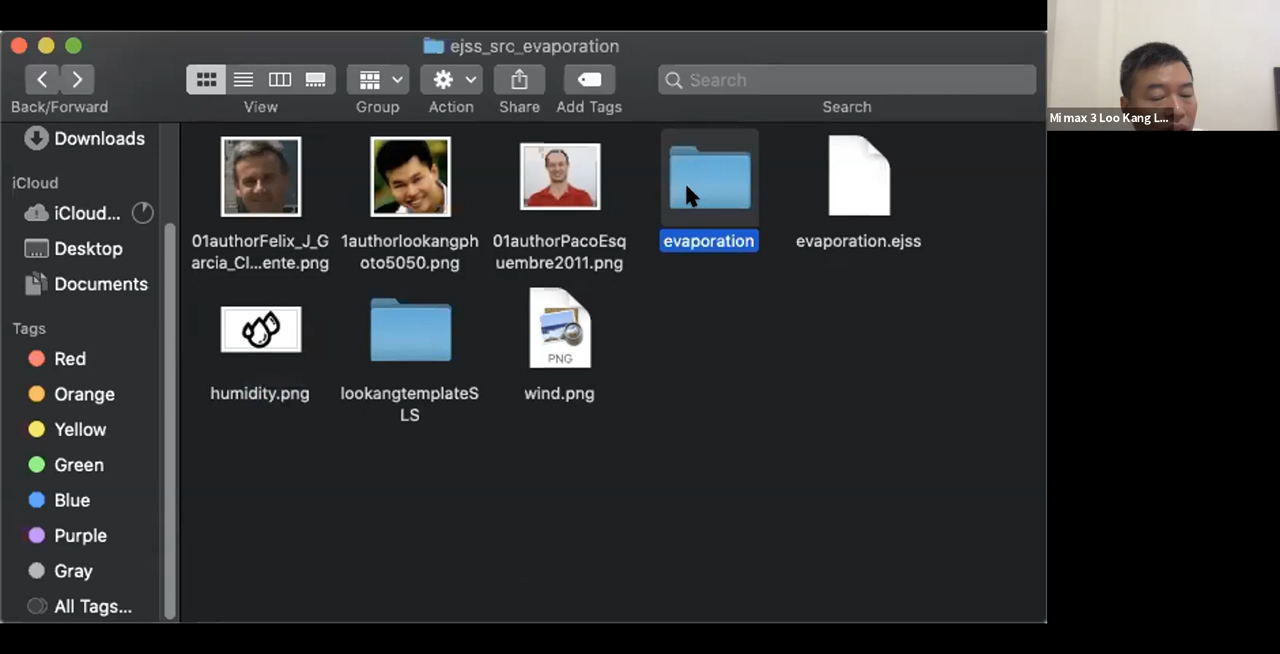 ejss_src_evaporation
Search
Back/Forward
View
Group
Action
Share
Add Tags
Search
Mi max 3 Loo Kang L...
Downloads
iCloud
iCloud...
Desktop
Documents
Tags
Red
Orange
Yellow
Green
Blue
Purple
Gray
All Tags...
01authorFelix_J_G
arcia_Cl...ente.png
1authorlookangph
oto5050.png
01authorPacoEsq
uembre2011.png
evaporation
evaporation.ejss
humidity.png
lookangtemplateS
LS
PNG
wind.png